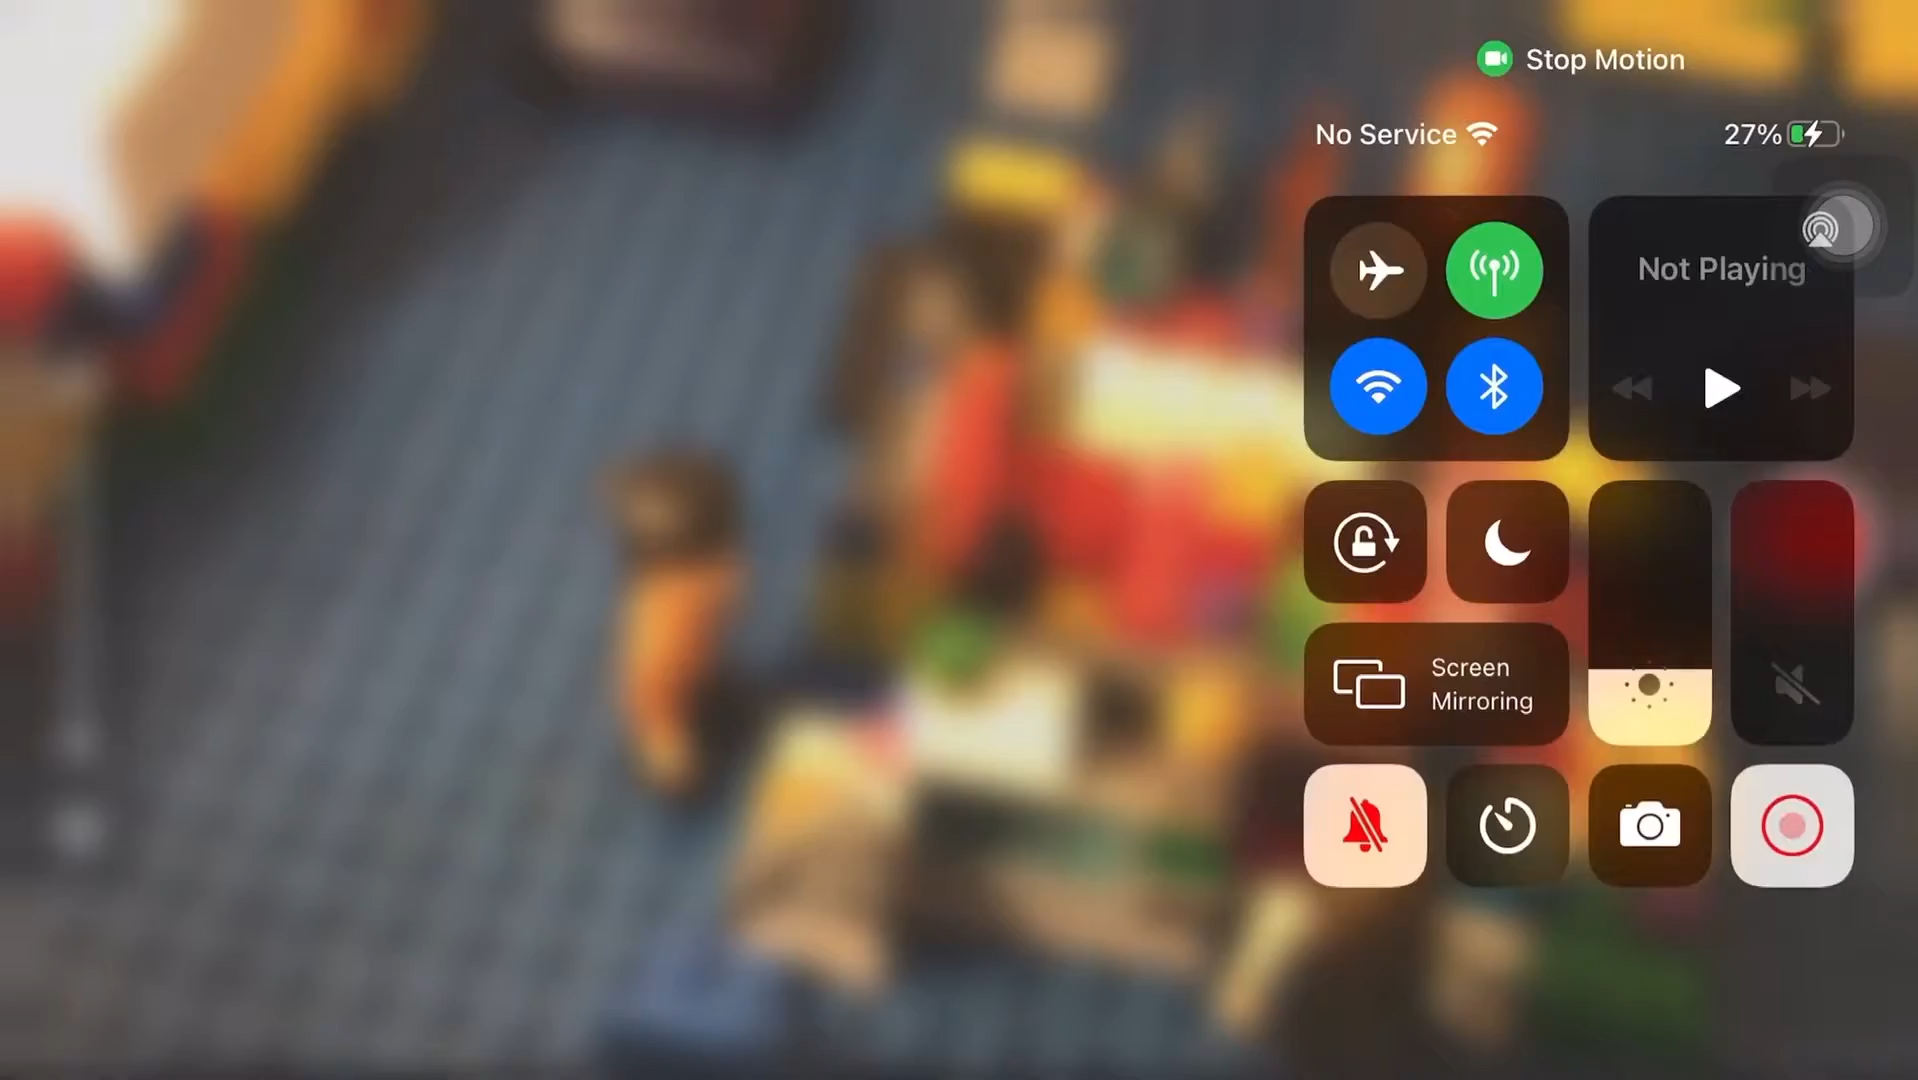 Stop Motion
No Service
27%
Not Playing
Screen
Mirroring